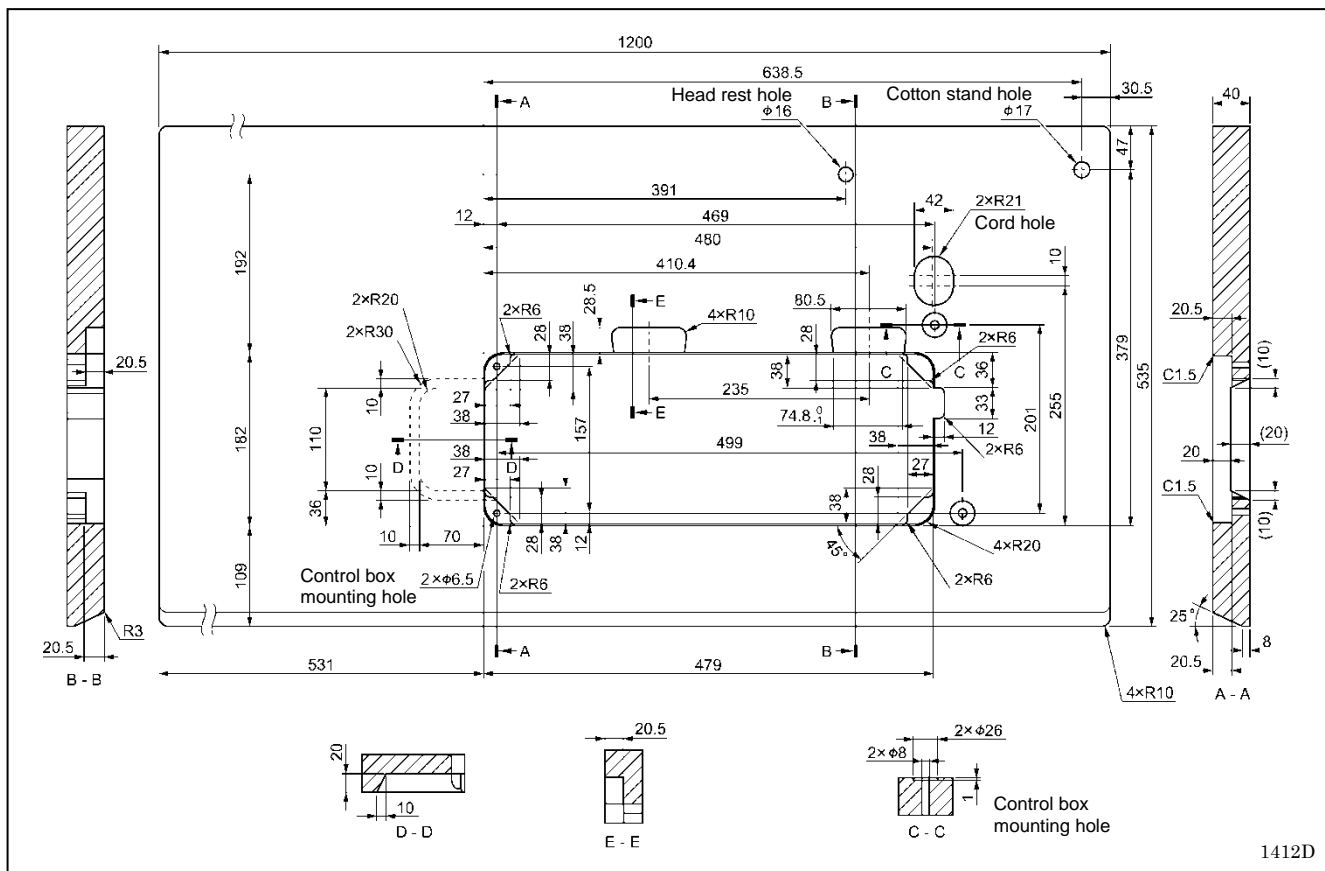 1200
638.5
30.5
40
A
B
Head rest hole
Cotton stand hole
φ16
φ17
47
391
42
2×R21
12
469
Cord hole
480
10
192
410.4
28.5
2×R20
E
80.5
20.5
2×R6
4×R10
2×R30
28
38
28
2×R6
379
535
(10)
20.5
C
C
36
C1.5
38
10
27
235
33
255
201
38
74.8 0 -1
12
(20)
182
110
157
E
38
2×R6
499
20
D
38
D
27
27
28
38
C1.5
10
36
(10)
10
70
28
38
12
45°
4×R20
Control box
mounting hole
2×φ6.5
2×R6
2×R6
109
25°
R3
8
20.5
A
B
20.5
B - B
531
479
4×R10
A - A
20
20.5
2×φ26
2×φ8
10
1
Control box
mounting hole
D - D
E - E
C - C
1412D